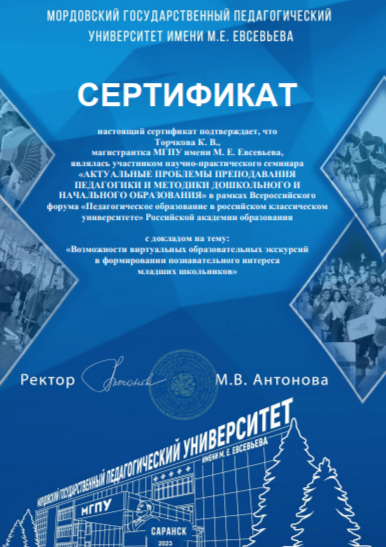 МОРДОВСКИЙ ГОСУДАРСТВЕННЫЙ ПЕДАГОГИЧЕСКИЙ
УНИВЕРСИТЕТ ИМЕНИ М.Е. ЕВСЕВЬЕВА
СЕРТИФИКАТ
настоящий сертификат подтверждает, что
Торчкова К. В.,
магистрантка МГПУ имени М. Е. Евсевьева,
являлась участником научно-практического семинара
«АКТУАЛЬНЫЕ ПРОБЛЕМЫ ПРЕПОДАВАНИЯ
ПЕДАГОГИКИ И МЕТОДИКИ ДОШКОЛЬНОГО И
НАЧАЛЬНОГО ОБРАЗОВАНИЯ» в рамках Всероссийского
форума «Педагогическое образование в российском классическом
университете» Российской академии образования
с докладом на тему:
«Возможности виртуальных образовательных экскурсий
в формировании познавательного интереса
младших школьников»
Ректор
М.В. Антонова
МОРДОВСКИЙ ГОСУДАРСТВЕННЫЙ ПЕДАГОГИЧЕСКИЙ УНИВЕРСИТЕТ
ИМЕНИ М. Е. ЕВСЕВЬЕВА
МГПУ
САРАНСК
2023